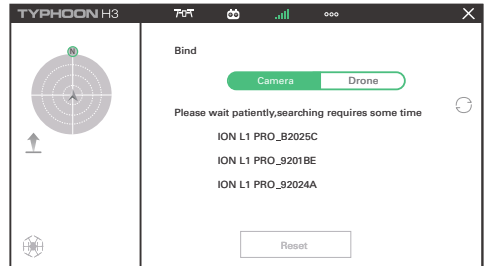 TYPHOON H3
N
Bind
Camera Drone
Please wait patiently,searching requires some time
ION L1 PRO_B2025C
ION L1 PRO_9201BE
ION L1 PRO_92024A
Reset